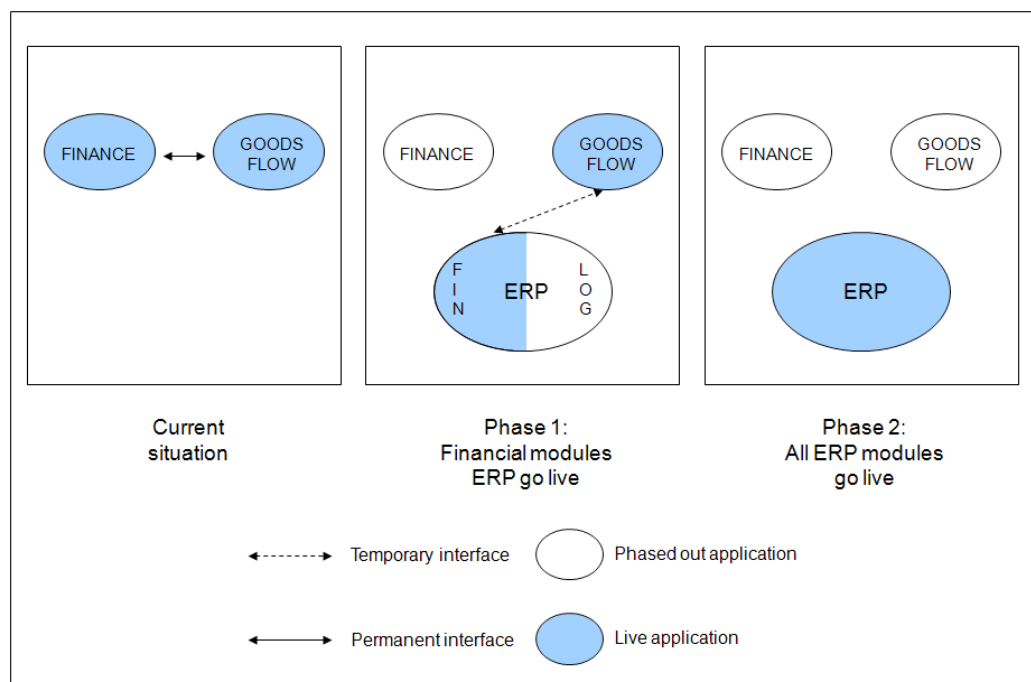 FINANCE
GOODS
FLOW
FINANCE
GOODS
FLOW
F
I
N
ERP
L
O
G
FINANCE
GOODS
FLOW
ERP
Current
situation
Phase 1:
Financial modules
ERP go live
Phase 2:
All ERP modules
go live
Temporary interface
Phased out application
Permanent interface
Live application